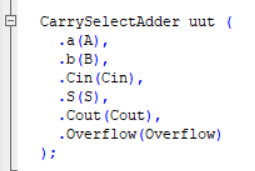 CarrySelectAdder uut (
.a(A),
.b(B),
.Cin(Cin),
.S(S),
.Cout(Cout),
.Overflow(Overflow)
);